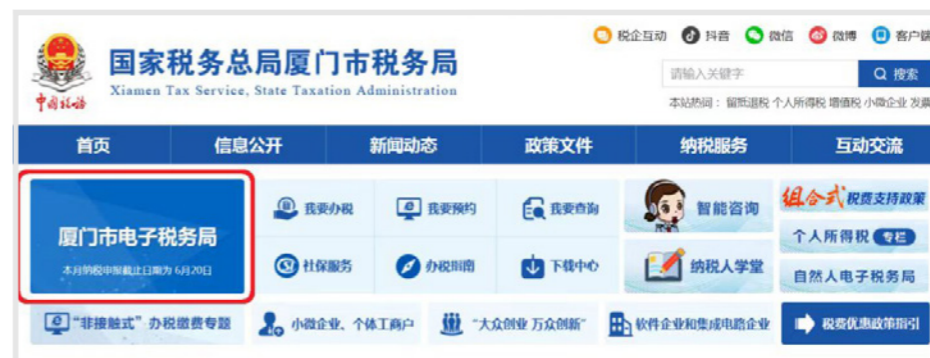 税企互动 抖音 微信 微博 客户端
国家税务总局厦门市税务局
Xiamen Tax Service, State Taxation Administration
中国税务
请输入关键字 搜索
本站热词: 留抵退税 个人所得税 增值税 小微企业 发票
首页 信息公开 新闻动态 政策文件 纳税服务 互动交流
厦门市电子税务局
本月纳税申报截止日期为 6月20日
我要办税 我要预约 我要查询 智能咨询 组合式税费支持政策
个人所得税 专栏
社保服务 办税指南 下载中心 纳税人学堂 自然人电子税务局
“非接触式”办税缴费专题 小微企业、个体工商户 “大众创业 万众创新” 软件企业和集成电路企业 税费优惠政策指引